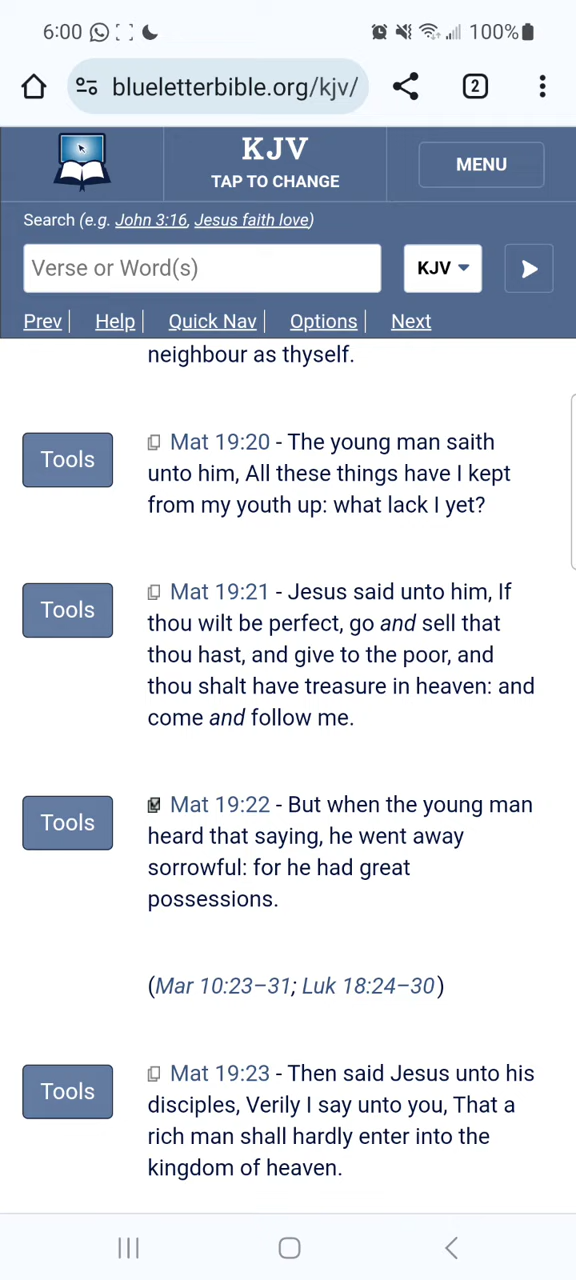 6:00 100%
blueletterbible.org/kjv/ 2
KJV
TAP TO CHANGE
MENU
Search (e.g. John 3:16, Jesus faith love)
Verse or Word(s) KJV
Prev | Help | Quick Nav | Options | Next
neighbour as thyself.
Tools
Mat 19:20 - The young man saith
unto him, All these things have I kept
from my youth up: what lack I yet?
Tools
Mat 19:21 - Jesus said unto him, If
thou wilt be perfect, go and sell that
thou hast, and give to the poor, and
thou shalt have treasure in heaven: and
come and follow me.
Tools
Mat 19:22 - But when the young man
heard that saying, he went away
sorrowful: for he had great
possessions.
(Mar 10:23–31; Luk 18:24–30)
Tools
Mat 19:23 - Then said Jesus unto his
disciples, Verily I say unto you, That a
rich man shall hardly enter into the
kingdom of heaven.